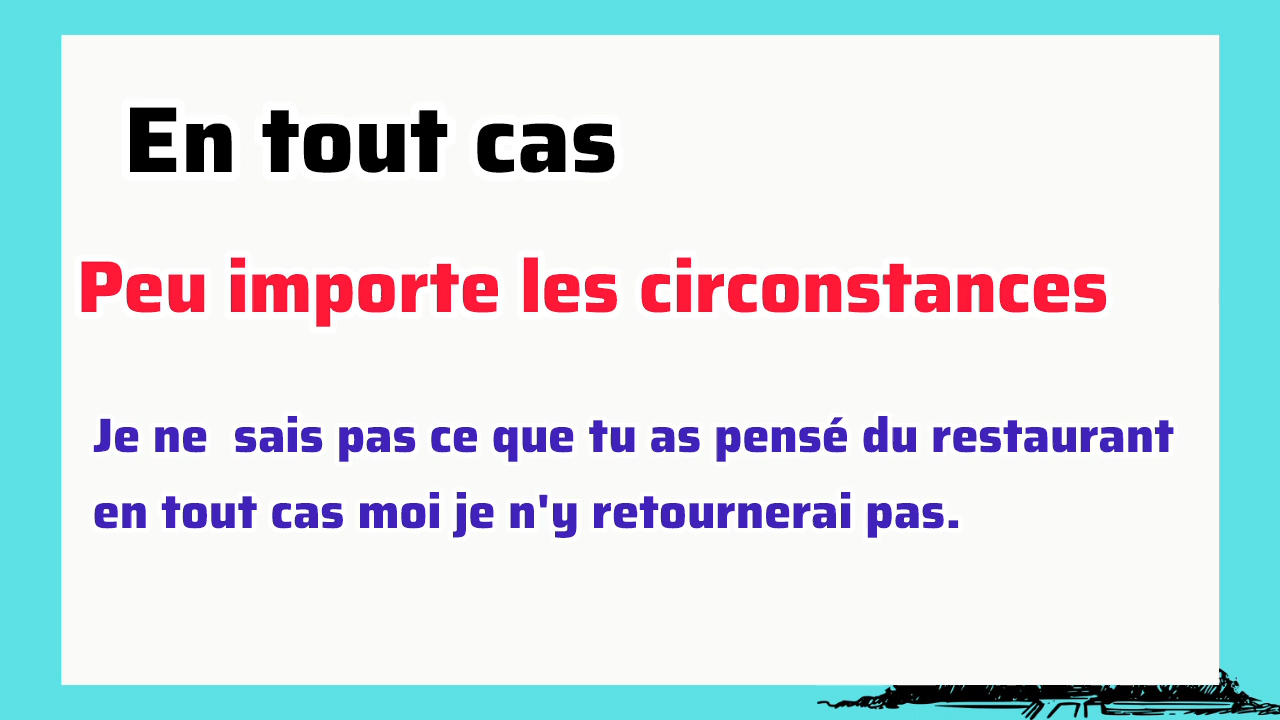 En tout cas
Peu importe les circonstances
Je ne  sais pas ce que tu as pensé du restaurant
en tout cas moi je n'y retournerai pas.